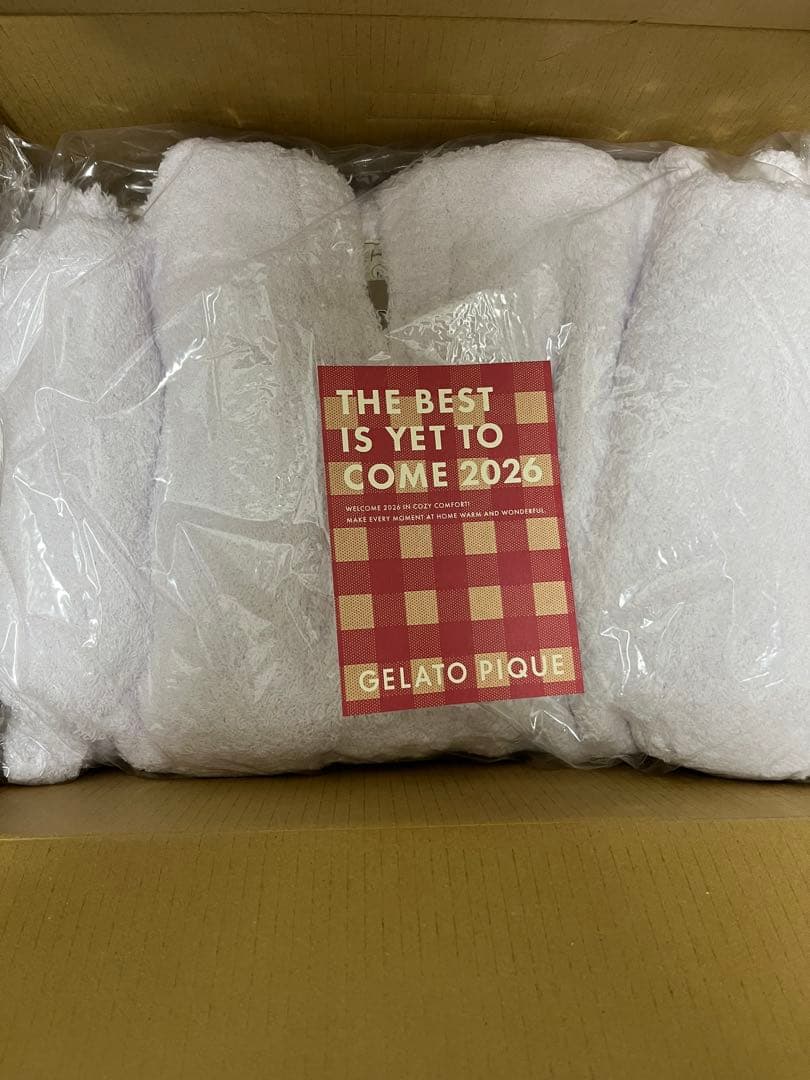 THE BEST
IS YET TO
COME 2026
WELCOME 2026 IN COZY COMFORT!
MAKE EVERY MOMENT AT HOME WARM AND WONDERFUL.
GELATO PIQUE